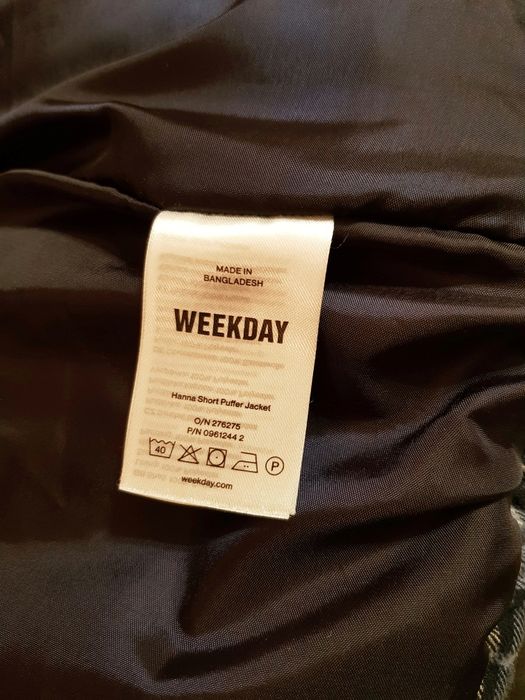 MADE IN
BANGLADESH
WEEKDAY
Hanna Short Puffer Jacket
O/N 276275
P/N 0961244 2
40
P
weekday.com